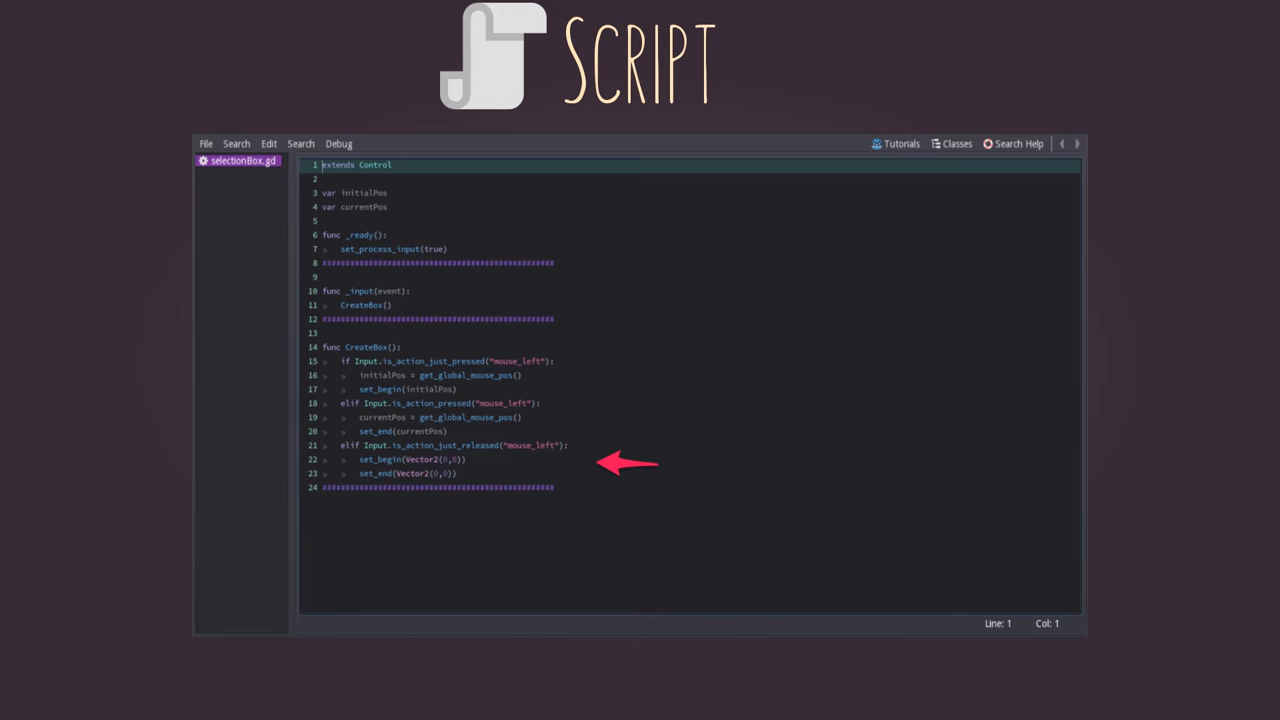 SCRIPT
File Search Edit Search Debug Tutorials Classes Search Help
selectionBox.gd
1 extends Control
2
3 var initialPos
4 var currentPos
5
6 func _ready():
7 » set_process_input(true)
8 ##################################################
9
10 func _input(event):
11 » CreateBox()
12 ##################################################
13
14 func CreateBox():
15 » if Input.is_action_just_pressed("mouse_left"):
16 » » initialPos = get_global_mouse_pos()
17 » » set_begin(initialPos)
18 » elif Input.is_action_pressed("mouse_left"):
19 » » currentPos = get_global_mouse_pos()
20 » » set_end(currentPos)
21 » elif Input.is_action_just_released("mouse_left"):
22 » » set_begin(Vector2(0,0))
23 » » set_end(Vector2(0,0))
24 ##################################################
Line: 1 Col: 1